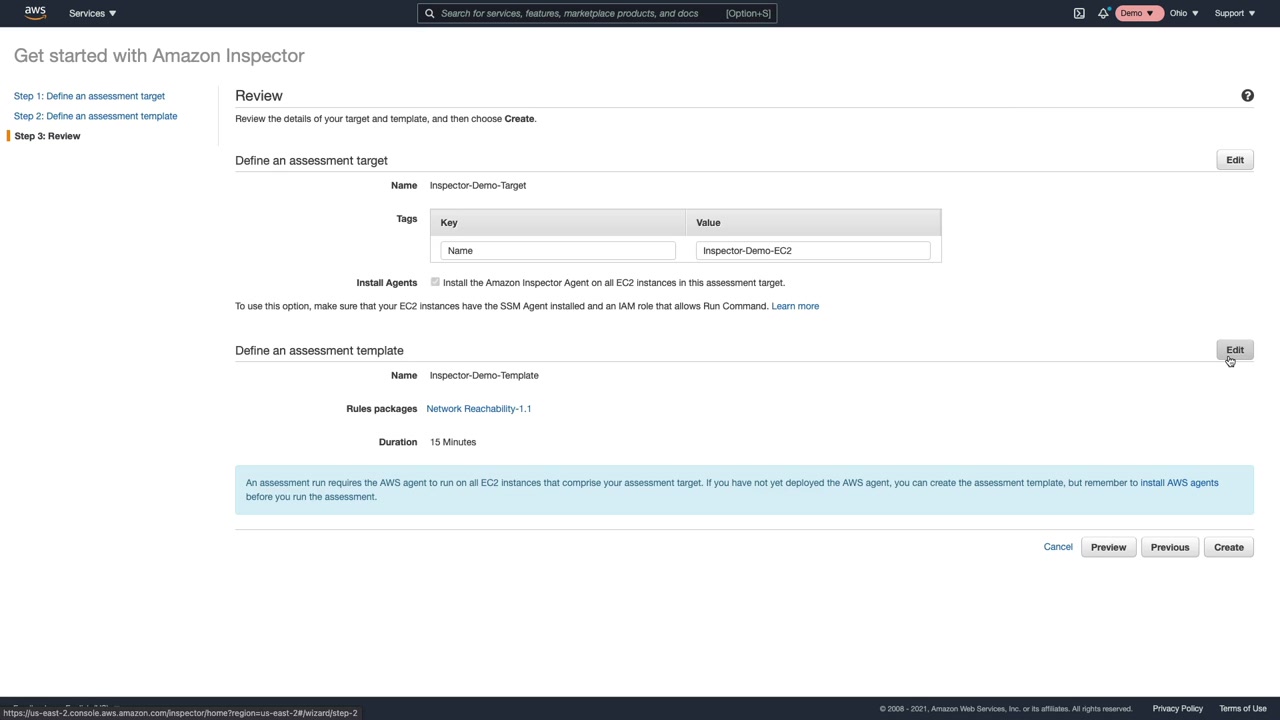 aws
Services ▼
Search for services, features, marketplace products, and docs [Option+S]
Demo ▼
Ohio ▼
Support ▼
Get started with Amazon Inspector
Step 1: Define an assessment target
Step 2: Define an assessment template
Step 3: Review
Review
Review the details of your target and template, and then choose Create.
Define an assessment target
Edit
Name Inspector-Demo-Target
Tags
Key Value
Name Inspector-Demo-EC2
Install Agents Install the Amazon Inspector Agent on all EC2 instances in this assessment target.
To use this option, make sure that your EC2 instances have the SSM Agent installed and an IAM role that allows Run Command. Learn more
Define an assessment template
Edit
Name Inspector-Demo-Template
Rules packages Network Reachability-1.1
Duration 15 Minutes
An assessment run requires the AWS agent to run on all EC2 instances that comprise your assessment target. If you have not yet deployed the AWS agent, you can create the assessment template, but remember to install AWS agents
before you run the assessment.
Cancel Preview Previous Create
https://us-east-2.console.aws.amazon.com/inspector/home?region=us-east-2#/wizard/step-2
© 2008 - 2021, Amazon Web Services, Inc. or its affiliates. All rights reserved. Privacy Policy Terms of Use